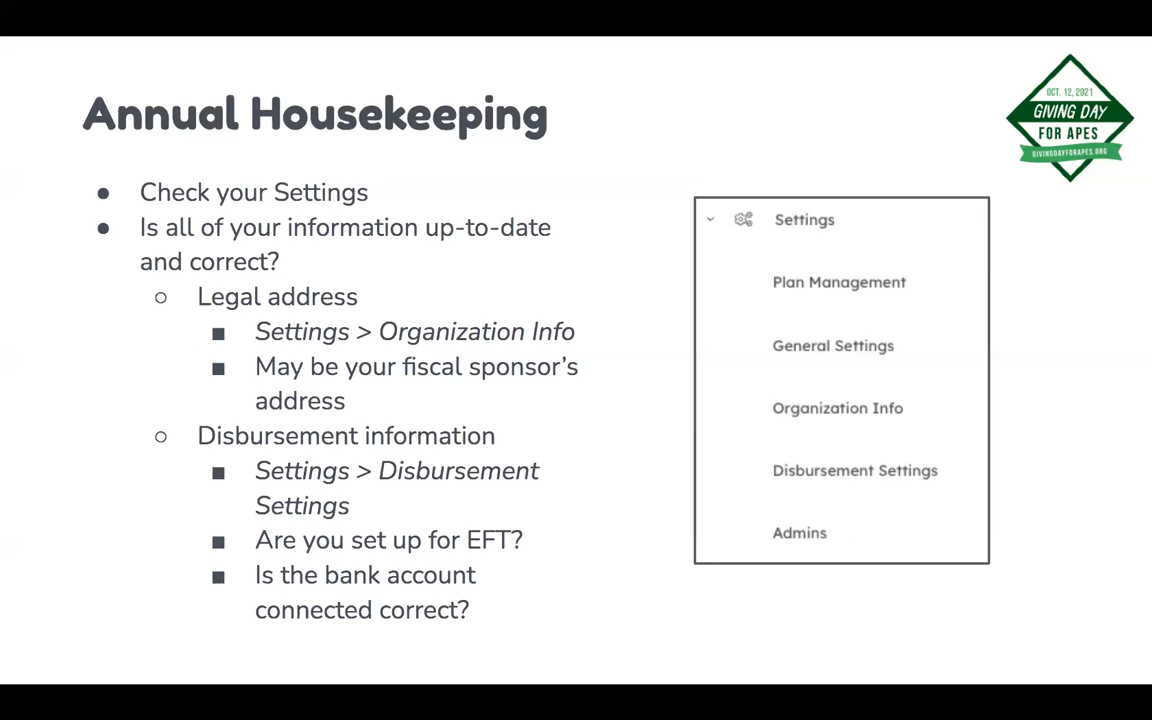 Annual Housekeeping
● Check your Settings
● Is all of your information up-to-date
and correct?
○ Legal address
■ Settings > Organization Info
■ May be your fiscal sponsor’s
address
○ Disbursement information
■ Settings > Disbursement
Settings
■ Are you set up for EFT?
■ Is the bank account
connected correct?
OCT. 12, 2021
GIVING DAY
FOR APES
GIVINGDAYFORAPES.ORG
Settings
Plan Management
General Settings
Organization Info
Disbursement Settings
Admins